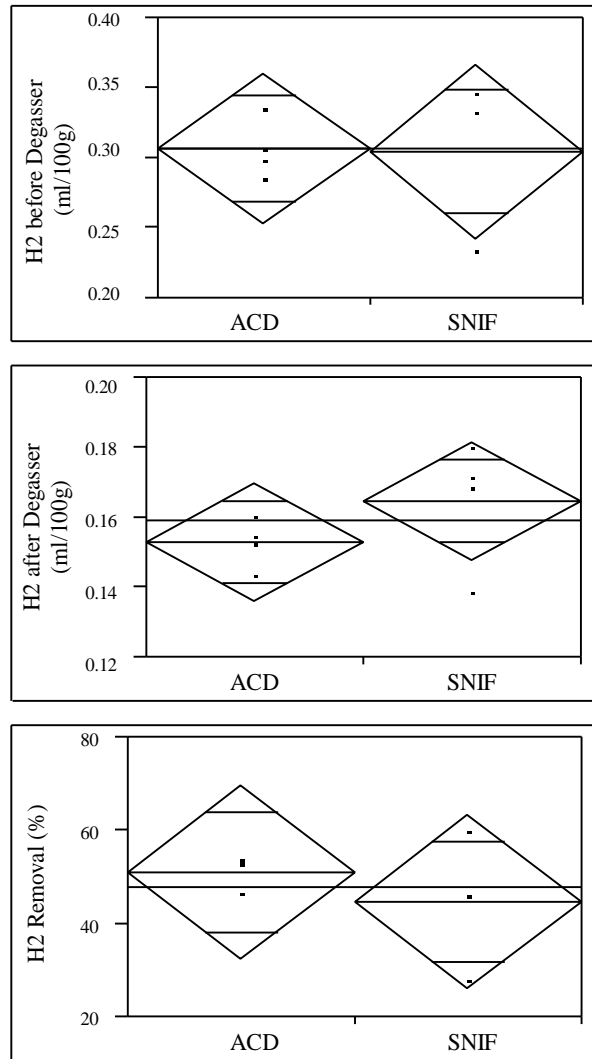 H2 before Degasser
(ml/100g)
0.40
0.35
0.30
0.25
0.20
ACD SNIF
H2 after Degasser
(ml/100g)
0.20
0.18
0.16
0.14
0.12
ACD SNIF
H2 Removal (%)
80
60
40
20
ACD SNIF